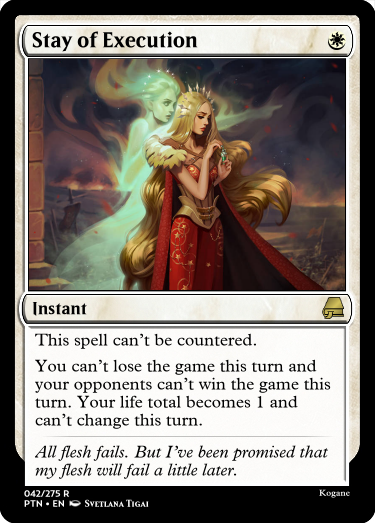 Stay of Execution
Instant
This spell can't be countered.
You can't lose the game this turn and
your opponents can't win the game this
turn. Your life total becomes 1 and
can't change this turn.
All flesh fails. But I've been promised that
my flesh will fail a little later.
042/275 R
Kogane
PTN • EN Svetlana Tigai